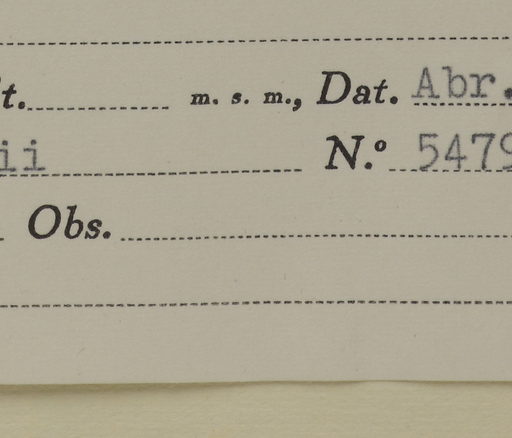 t. m. s. m., Dat. Abr.
ii N.º 5479
Obs.